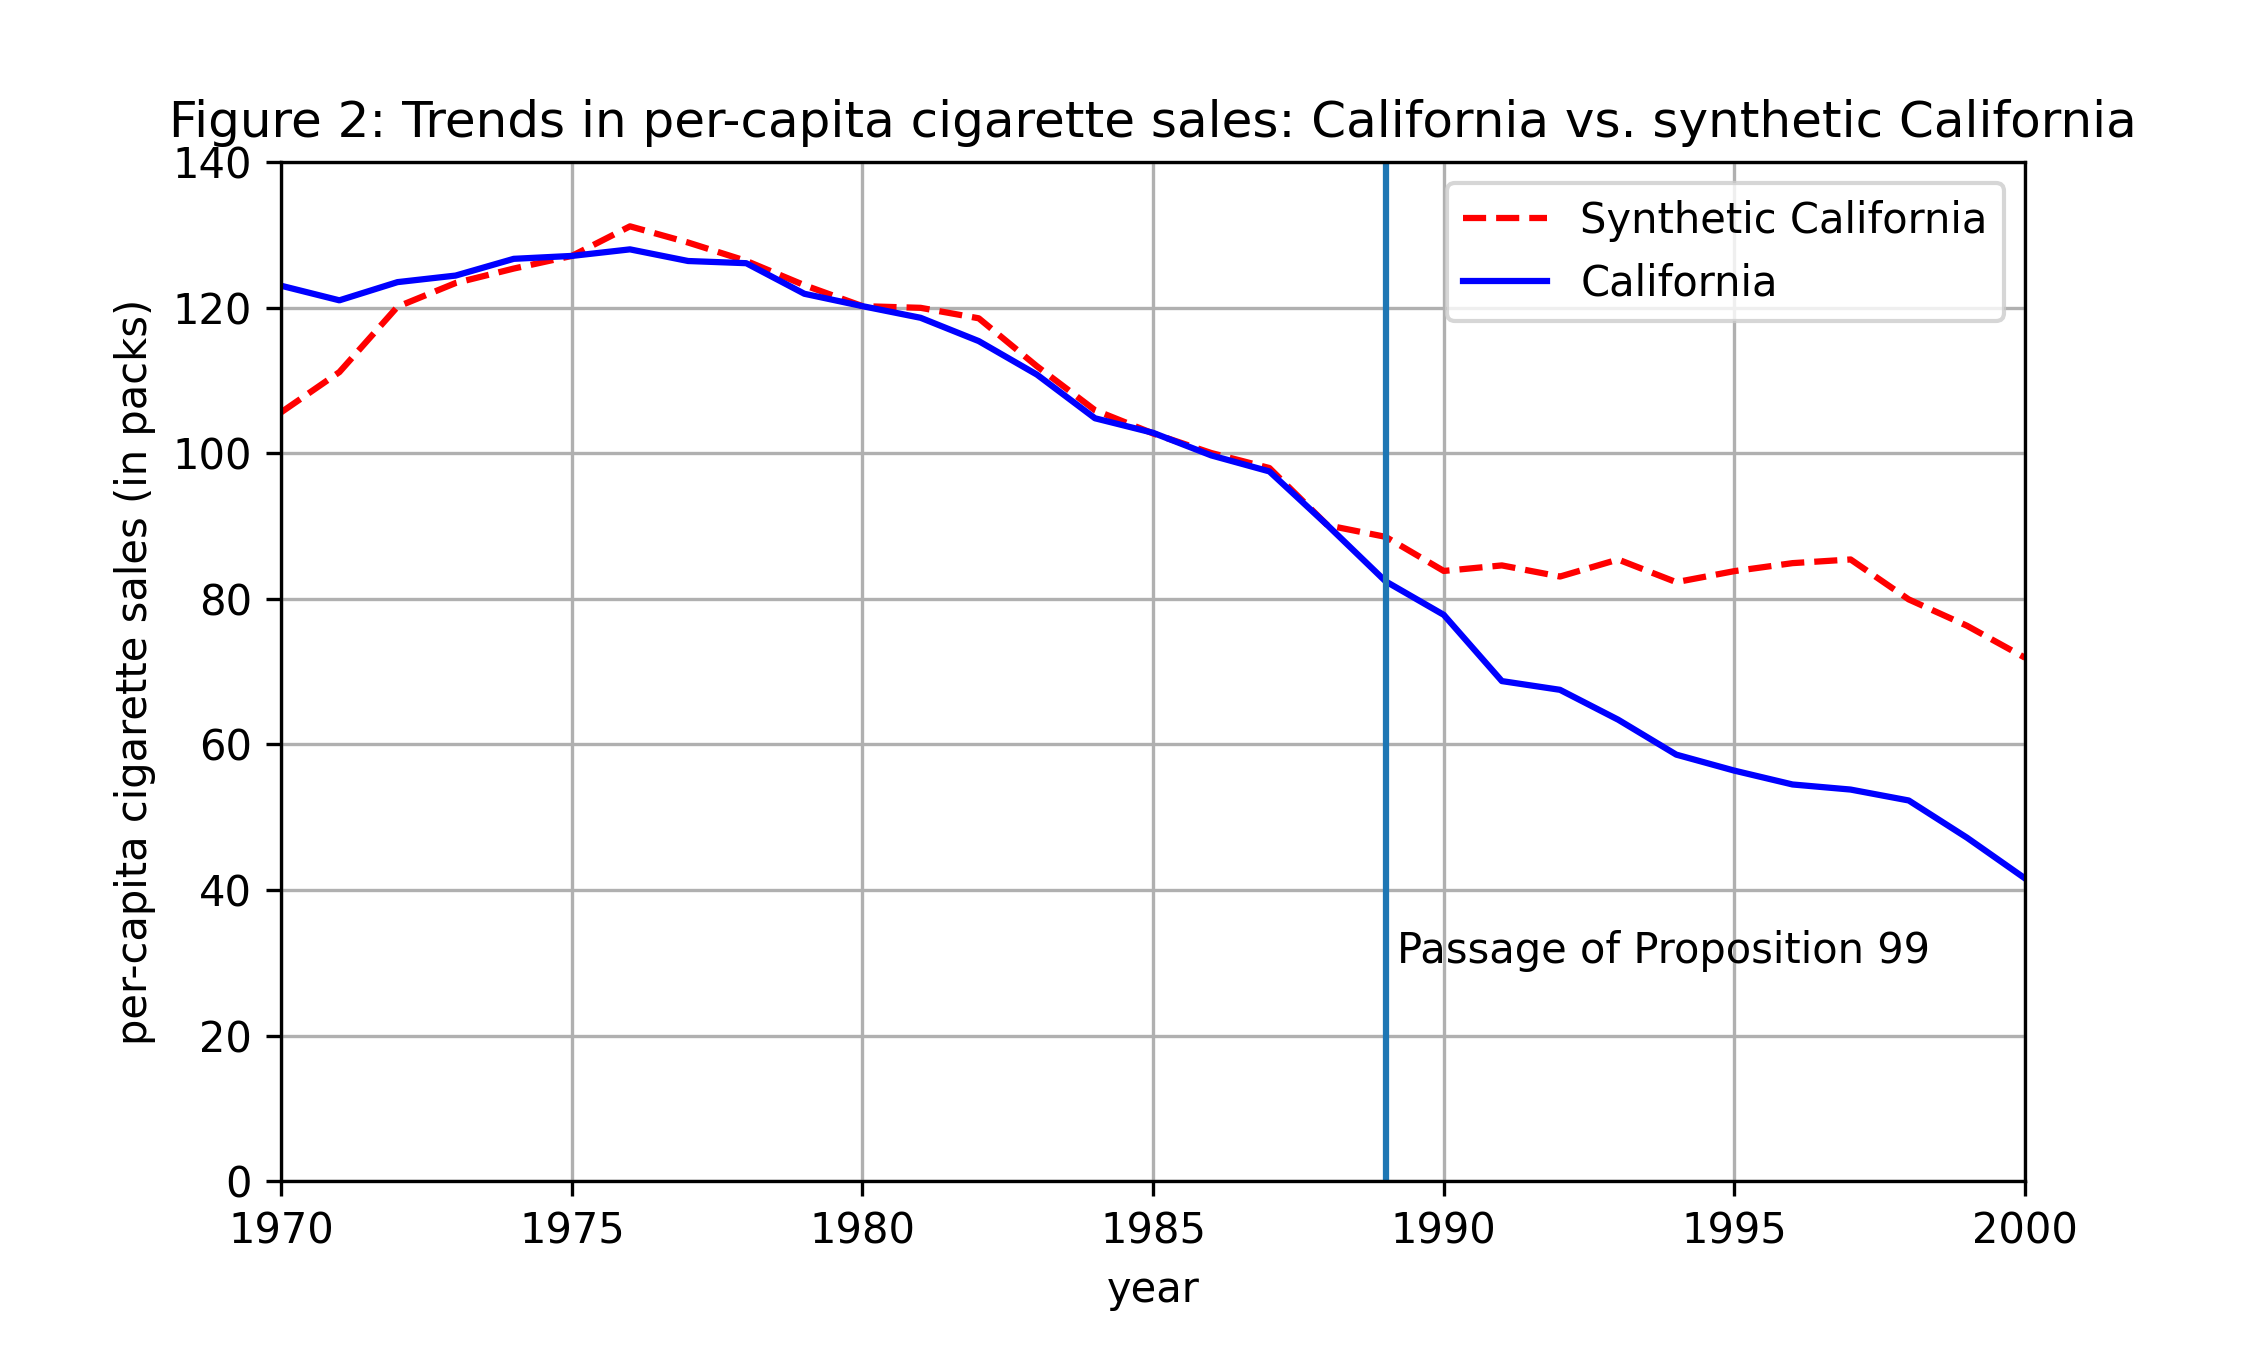 Figure 2: Trends in per-capita cigarette sales: California vs. synthetic California
140
120
100
80
60
40
20
0
per-capita cigarette sales (in packs)
Synthetic California
California
Passage of Proposition 99
1970 1975 1980 1985 1990 1995 2000
year